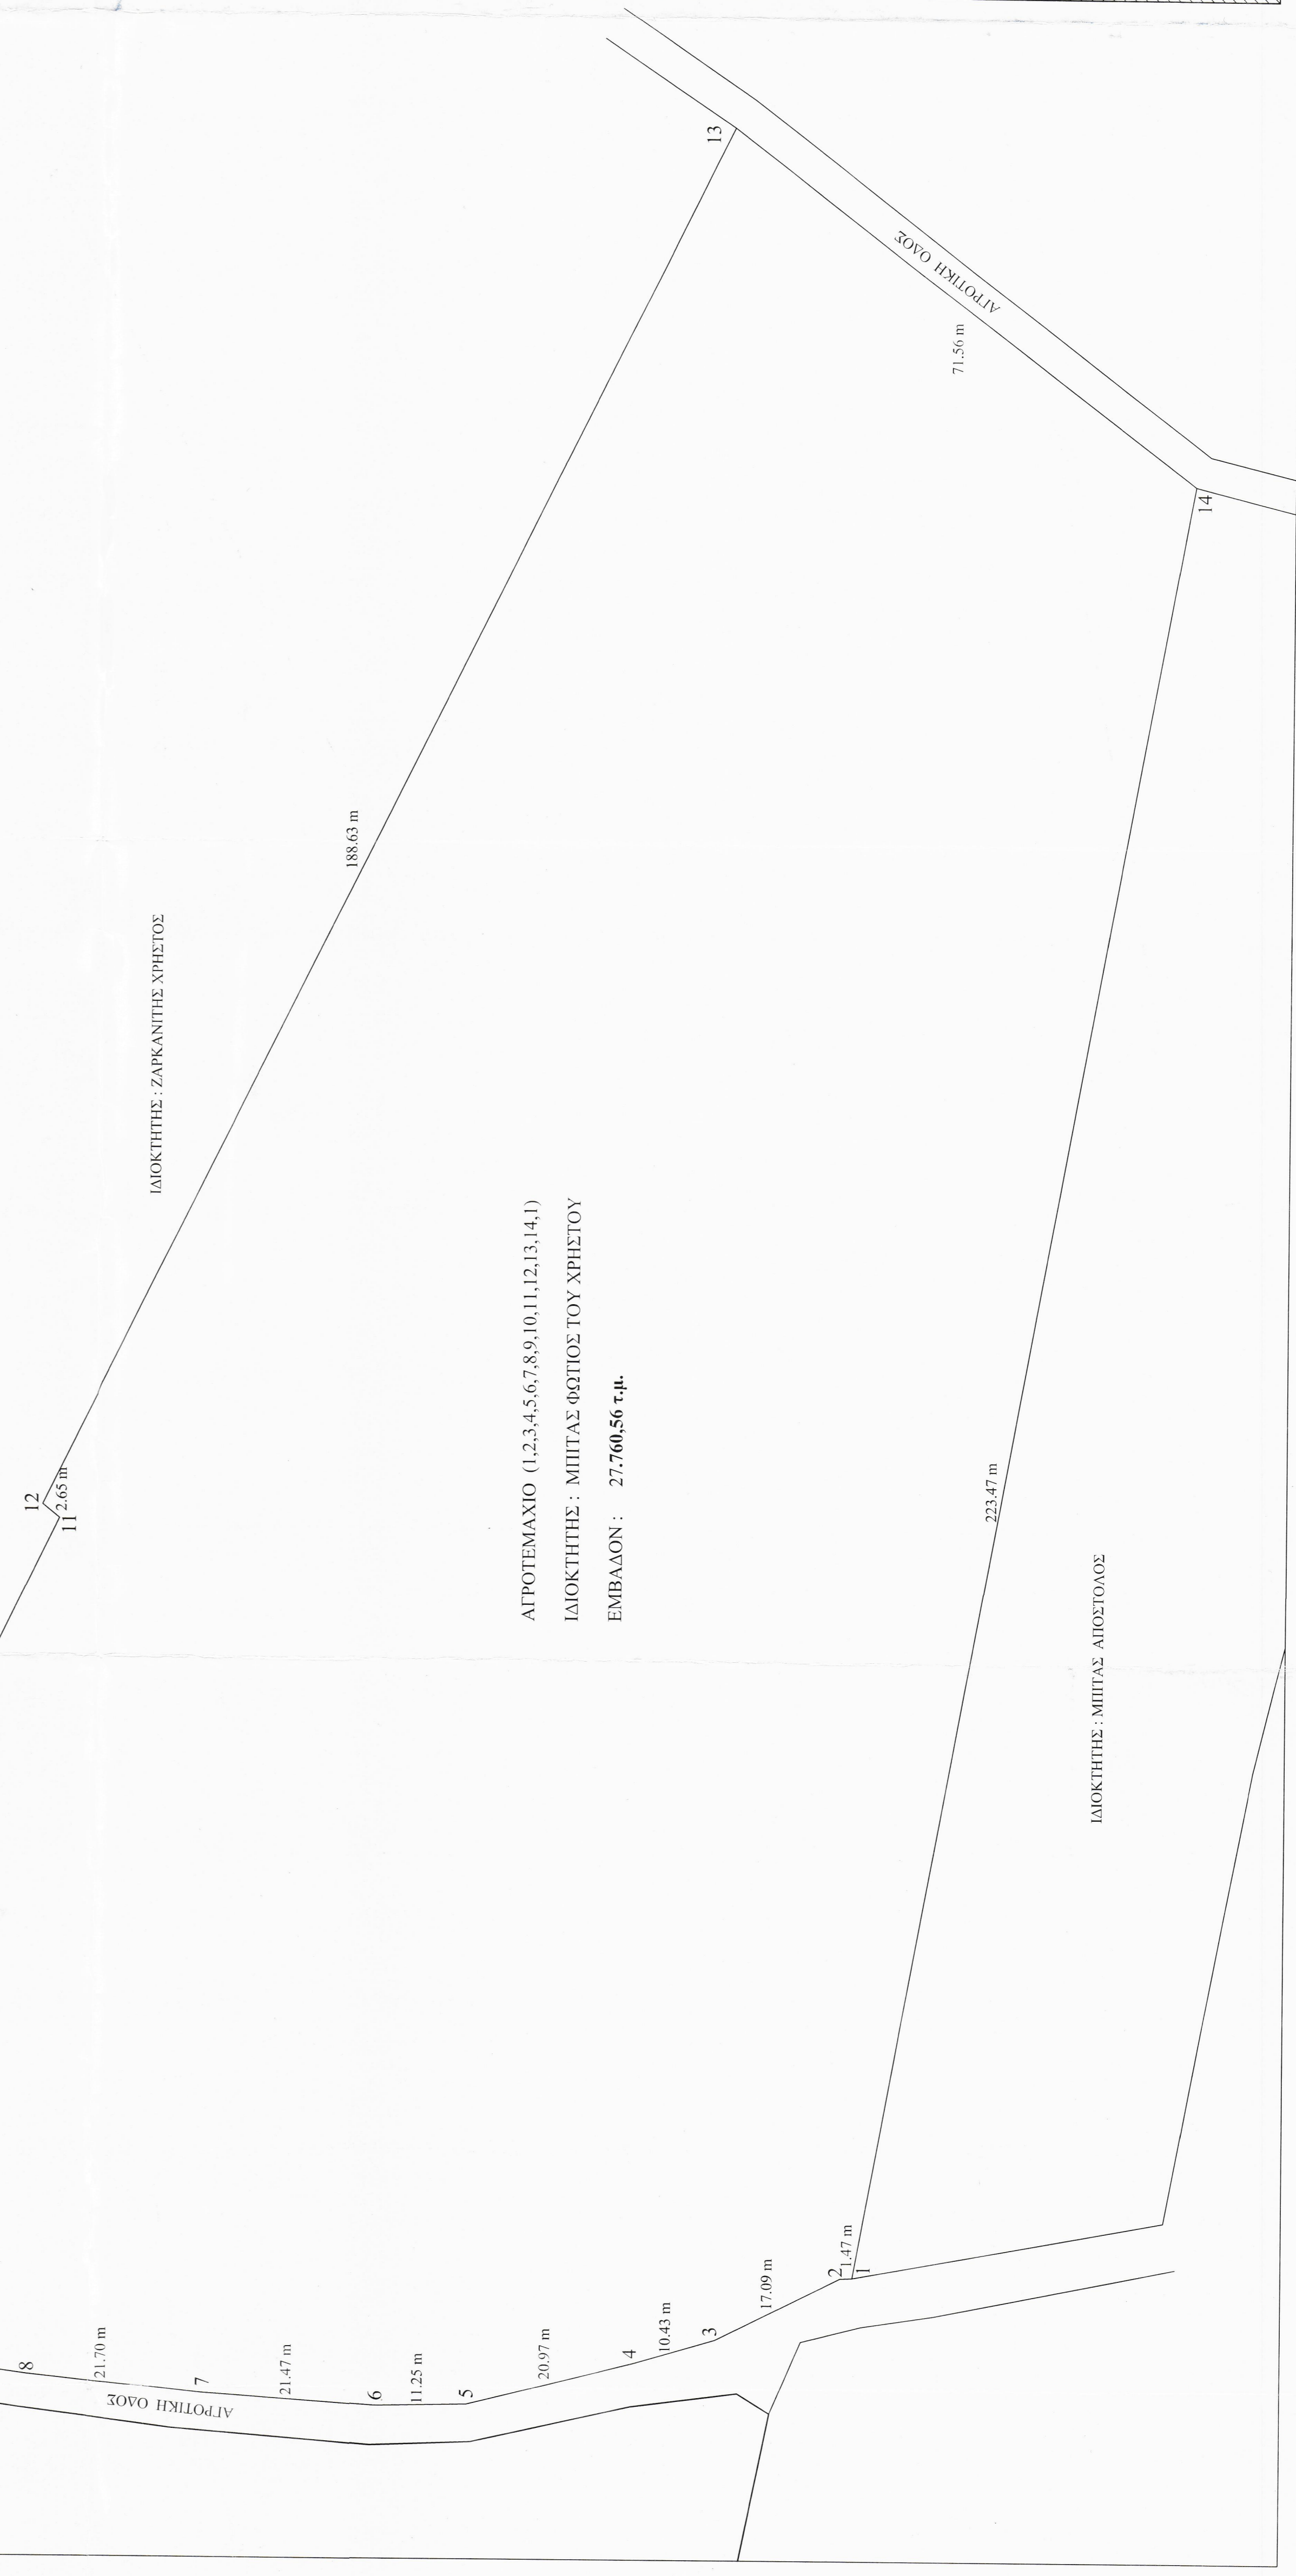 12
2.65 m
11
ΙΔΙΟΚΤΗΤΗΣ : ΖΑΡΚΑΝΙΤΗΣ ΧΡΗΣΤΟΣ
188.63 m
13
ΑΓΡΟΤΙΚΗ ΟΔΟΣ
71.56 m
14
ΑΓΡΟΤΕΜΑΧΙΟ (1,2,3,4,5,6,7,8,9,10,11,12,13,14,1)
ΙΔΙΟΚΤΗΤΗΣ : ΜΠΙΤΑΣ ΦΩΤΙΟΣ ΤΟΥ ΧΡΗΣΤΟΥ
ΕΜΒΑΔΟΝ : 27.760,56 τ.μ.
223.47 m
ΙΔΙΟΚΤΗΤΗΣ : ΜΠΙΤΑΣ ΑΠΟΣΤΟΛΟΣ
8
21.70 m
7
ΑΓΡΟΤΙΚΗ ΟΔΟΣ
21.47 m
6
11.25 m
5
20.97 m
4
10.43 m
3
17.09 m
2
1.47 m
1